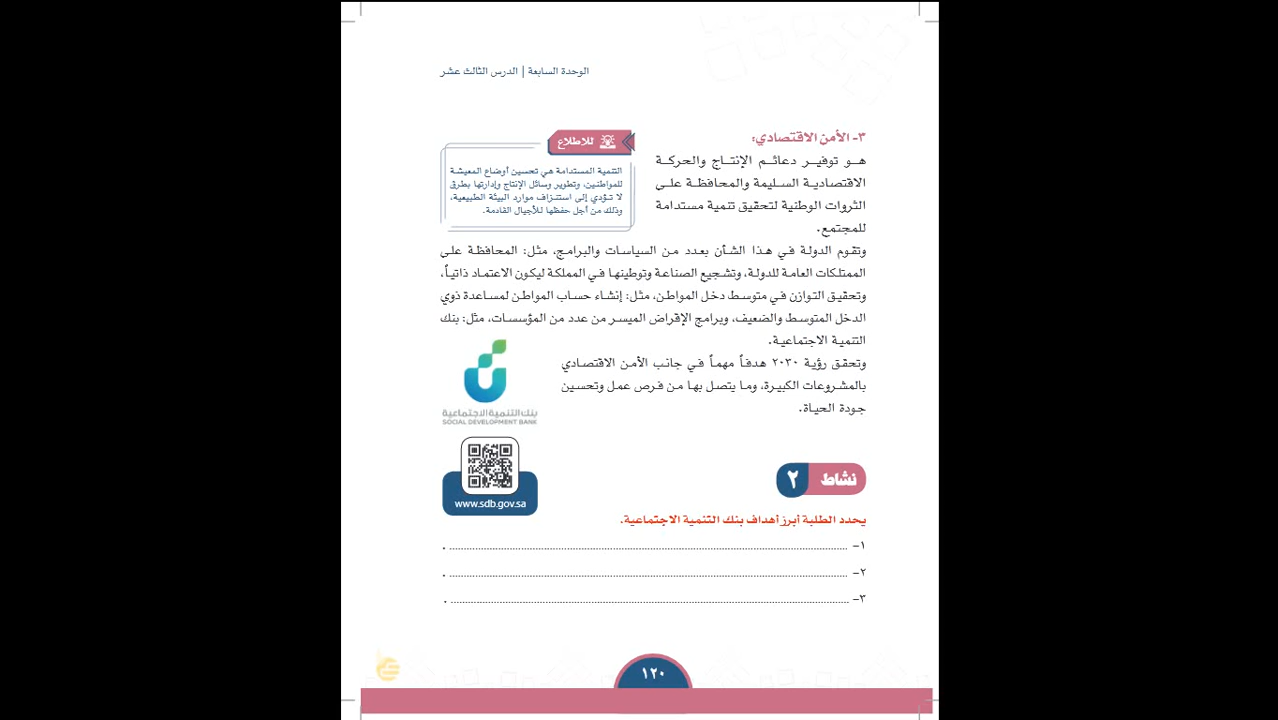 الوحدة السابعة | الدرس الثالث عشر
٣- الأمن الاقتصادي:
هو توفير دعائم الإنتاج والحركة
الاقتصادية السليمة والمحافظة على
الثروات الوطنية لتحقيق تنمية مستدامة
للمجتمع.
للاطلاع
التنمية المستدامة هي تحسين أوضاع المعيشة
للمواطنين، وتطوير وسائل الإنتاج وإدارتها بطرق
لا تؤدي إلى استنزاف موارد البيئة الطبيعية،
وذلك من أجل حفظها للأجيال القادمة.
وتقوم الدولة في هذا الشأن بعدد من السياسات والبرامج، مثل: المحافظة على
الممتلكات العامة للدولة، وتشجيع الصناعة وتوطينها في المملكة ليكون الاعتماد ذاتياً،
وتحقيق التوازن في متوسط دخل المواطن، مثل: إنشاء حساب المواطن لمساعدة ذوي
الدخل المتوسط والضعيف، وبرامج الإقراض الميسر من عدد من المؤسسات، مثل: بنك
التنمية الاجتماعية.
وتحقق رؤية ٢٠٣٠ هدفاً مهماً في جانب الأمن الاقتصادي
بالمشروعات الكبيرة، وما يتصل بها من فرص عمل وتحسين
جودة الحياة.
بنك التنمية الاجتماعية
SOCIAL DEVELOPMENT BANK
www.sdb.gov.sa
نشاط ٢
يحدد الطلبة أبرز أهداف بنك التنمية الاجتماعية.
١- .
٢- .
٣- .
١٢٠